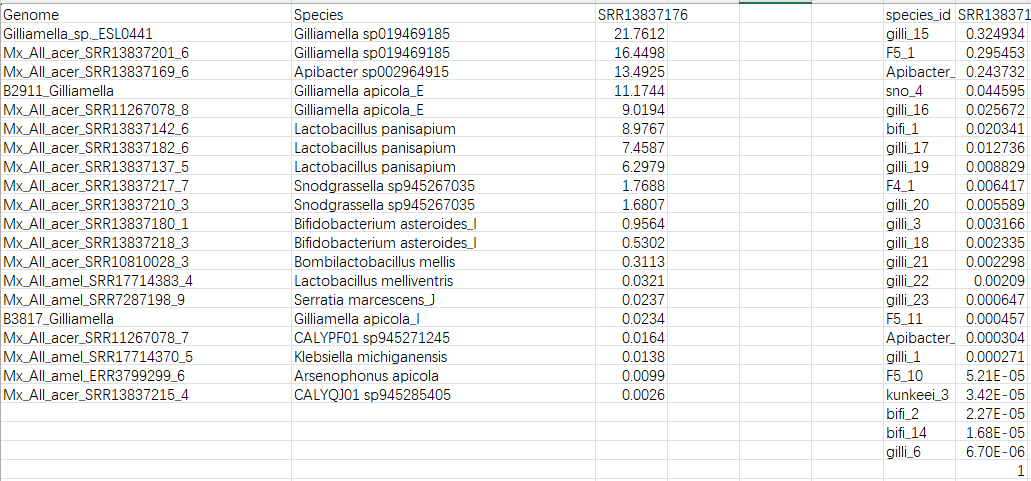 Genome Species SRR13837176 species_id SRR138371
Gilliamella_sp._ESL0441 Gilliamella sp019469185 21.7612 gilli_15 0.324934
Mx_All_acer_SRR13837201_6 Gilliamella sp019469185 16.4498 F5_1 0.295453
Mx_All_acer_SRR13837169_6 Apibacter sp002964915 13.4925 Apibacter_ 0.243732
B2911_Gilliamella Gilliamella apicola_E 11.1744 sno_4 0.044595
Mx_All_acer_SRR11267078_8 Gilliamella apicola_E 9.0194 gilli_16 0.025672
Mx_All_acer_SRR13837142_6 Lactobacillus panisapium 8.9767 bifi_1 0.020341
Mx_All_acer_SRR13837182_6 Lactobacillus panisapium 7.4587 gilli_17 0.012736
Mx_All_acer_SRR13837137_5 Lactobacillus panisapium 6.2979 gilli_19 0.008829
Mx_All_acer_SRR13837217_7 Snodgrassella sp945267035 1.7688 F4_1 0.006417
Mx_All_acer_SRR13837210_3 Snodgrassella sp945267035 1.6807 gilli_20 0.005589
Mx_All_acer_SRR13837180_1 Bifidobacterium asteroides_I 0.9564 gilli_3 0.003166
Mx_All_acer_SRR13837218_3 Bifidobacterium asteroides_I 0.5302 gilli_18 0.002335
Mx_All_acer_SRR10810028_3 Bombilactobacillus mellis 0.3113 gilli_21 0.002298
Mx_All_amel_SRR17714383_4 Lactobacillus melliventris 0.0321 gilli_22 0.00209
Mx_All_amel_SRR7287198_9 Serratia marcescens_J 0.0237 gilli_23 0.000647
B3817_Gilliamella Gilliamella apicola_I 0.0234 F5_11 0.000457
Mx_All_acer_SRR11267078_7 CALYPF01 sp945271245 0.0164 Apibacter_ 0.000304
Mx_All_amel_SRR17714370_5 Klebsiella michiganensis 0.0138 gilli_1 0.000271
Mx_All_amel_ERR3799299_6 Arsenophonus apicola 0.0099 F5_10 5.21E-05
Mx_All_acer_SRR13837215_4 CALYQJ01 sp945285405 0.0026 kunkeei_3 3.42E-05
bifi_2 2.27E-05
bifi_14 1.68E-05
gilli_6 6.70E-06
1